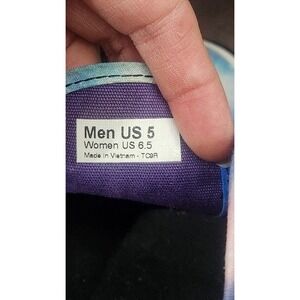 Men US 5
Women US 6.5
Made in Vietnam - TC9R